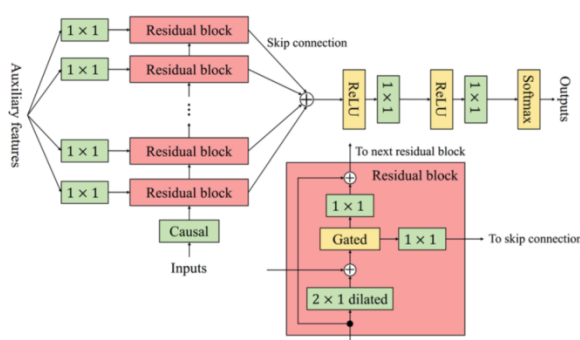 1 × 1
Residual block
Skip connection
1 × 1
Residual block
Auxiliary features
...
1 × 1
Residual block
1 × 1
Residual block
Causal
Inputs
ReLU
1 × 1
ReLU
1 × 1
Softmax
Outputs
To next residual block
Residual block
1 × 1
Gated
1 × 1
To skip connection
2 × 1 dilated